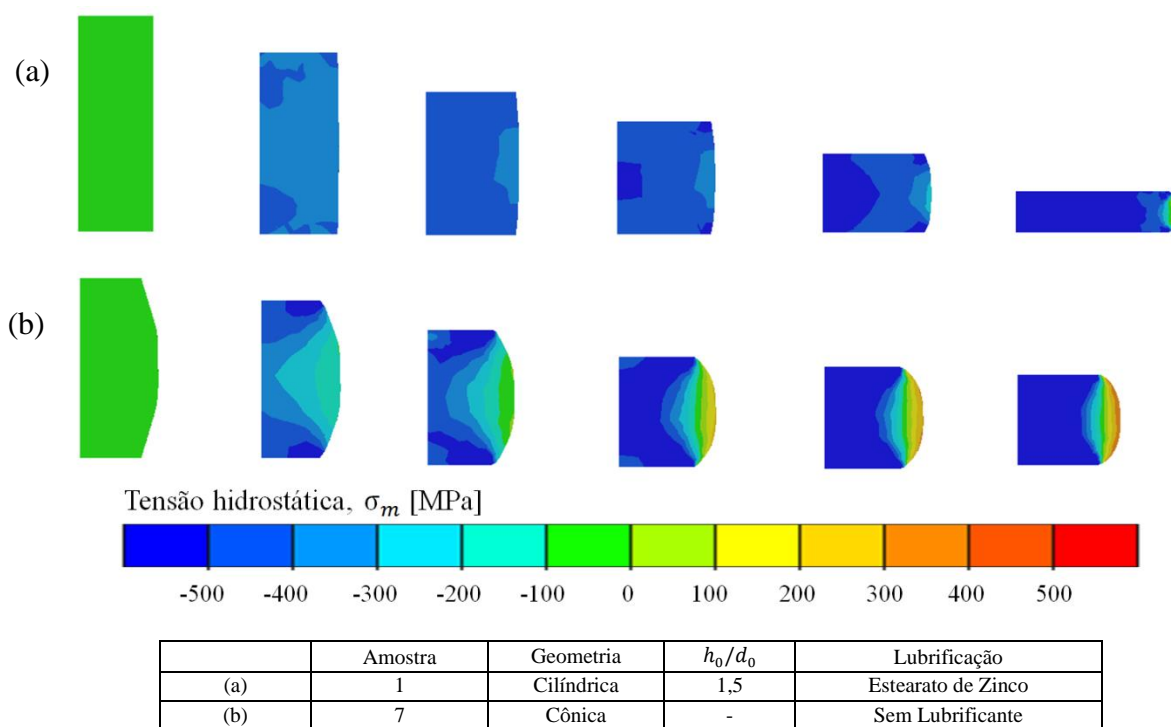 (a)
(b)
Tensão hidrostática, σₘ [MPa]
-500 -400 -300 -200 -100 0 100 200 300 400 500
Amostra Geometria h₀/d₀ Lubrificação
(a) 1 Cilíndrica 1,5 Estearato de Zinco
(b) 7 Cônica - Sem Lubrificante